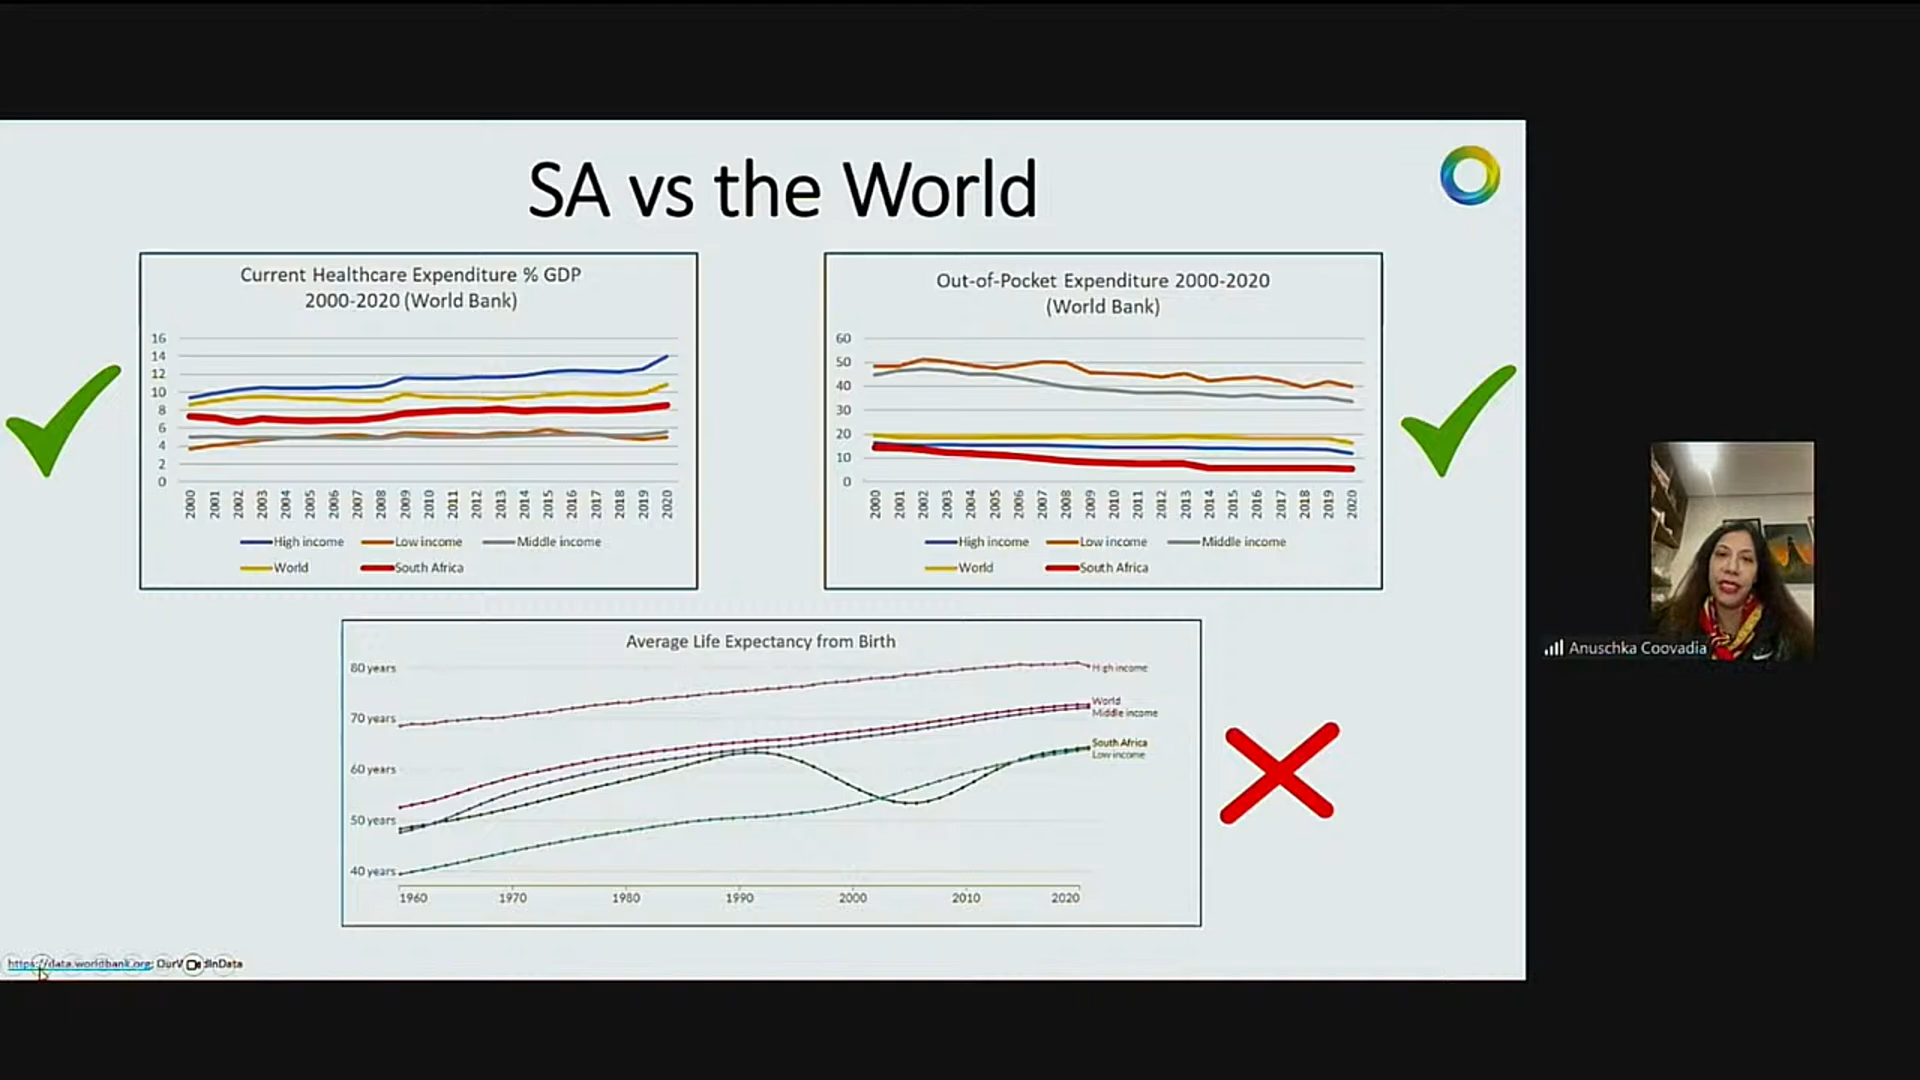 SA vs the World
Current Healthcare Expenditure % GDP
2000-2020 (World Bank)
16
14
12
10
8
6
4
2
0
2000 2001 2002 2003 2004 2005 2006 2007 2008 2009 2010 2011 2012 2013 2014 2015 2016 2017 2018 2019 2020
High income Low income Middle income
World South Africa
Out-of-Pocket Expenditure 2000-2020
(World Bank)
60
50
40
30
20
10
0
2000 2001 2002 2003 2004 2005 2006 2007 2008 2009 2010 2011 2012 2013 2014 2015 2016 2017 2018 2019 2020
High income Low income Middle income
World South Africa
Average Life Expectancy from Birth
80 years
70 years
60 years
50 years
40 years
High income
World
Middle income
South Africa
Low income
1960 1970 1980 1990 2000 2010 2020
https://data.worldbank.org;
Anuschka Coovadia